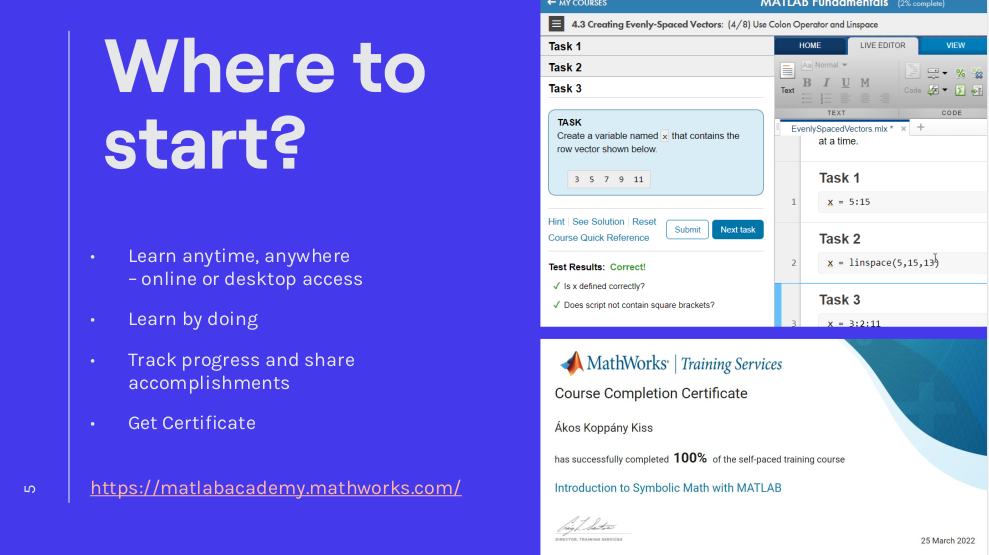 Where to
start?
• Learn anytime, anywhere
– online or desktop access
• Learn by doing
• Track progress and share
accomplishments
• Get Certificate
https://matlabacademy.mathworks.com/
5
MY COURSES
MATLAB Fundamentals (2% complete)
4.3 Creating Evenly-Spaced Vectors: (4/8) Use Colon Operator and Linspace
Task 1
Task 2
Task 3
TASK
Create a variable named x that contains the
row vector shown below.
3 5 7 9 11
Hint | See Solution | Reset
Course Quick Reference
Submit
Next task
Test Results: Correct!
✓ Is x defined correctly?
✓ Does script not contain square brackets?
HOME LIVE EDITOR VIEW
Text
Aa Normal
B I U M
Code
TEXT CODE
EvenlySpacedVectors.mlx * × +
at a time.
Task 1
1 x = 5:15
Task 2
2 x = linspace(5,15,13)
Task 3
3 x = 3:2:11
MathWorks® | Training Services
Course Completion Certificate
Ákos Koppány Kiss
has successfully completed 100% of the self-paced training course
Introduction to Symbolic Math with MATLAB
DIRECTOR, TRAINING SERVICES
25 March 2022